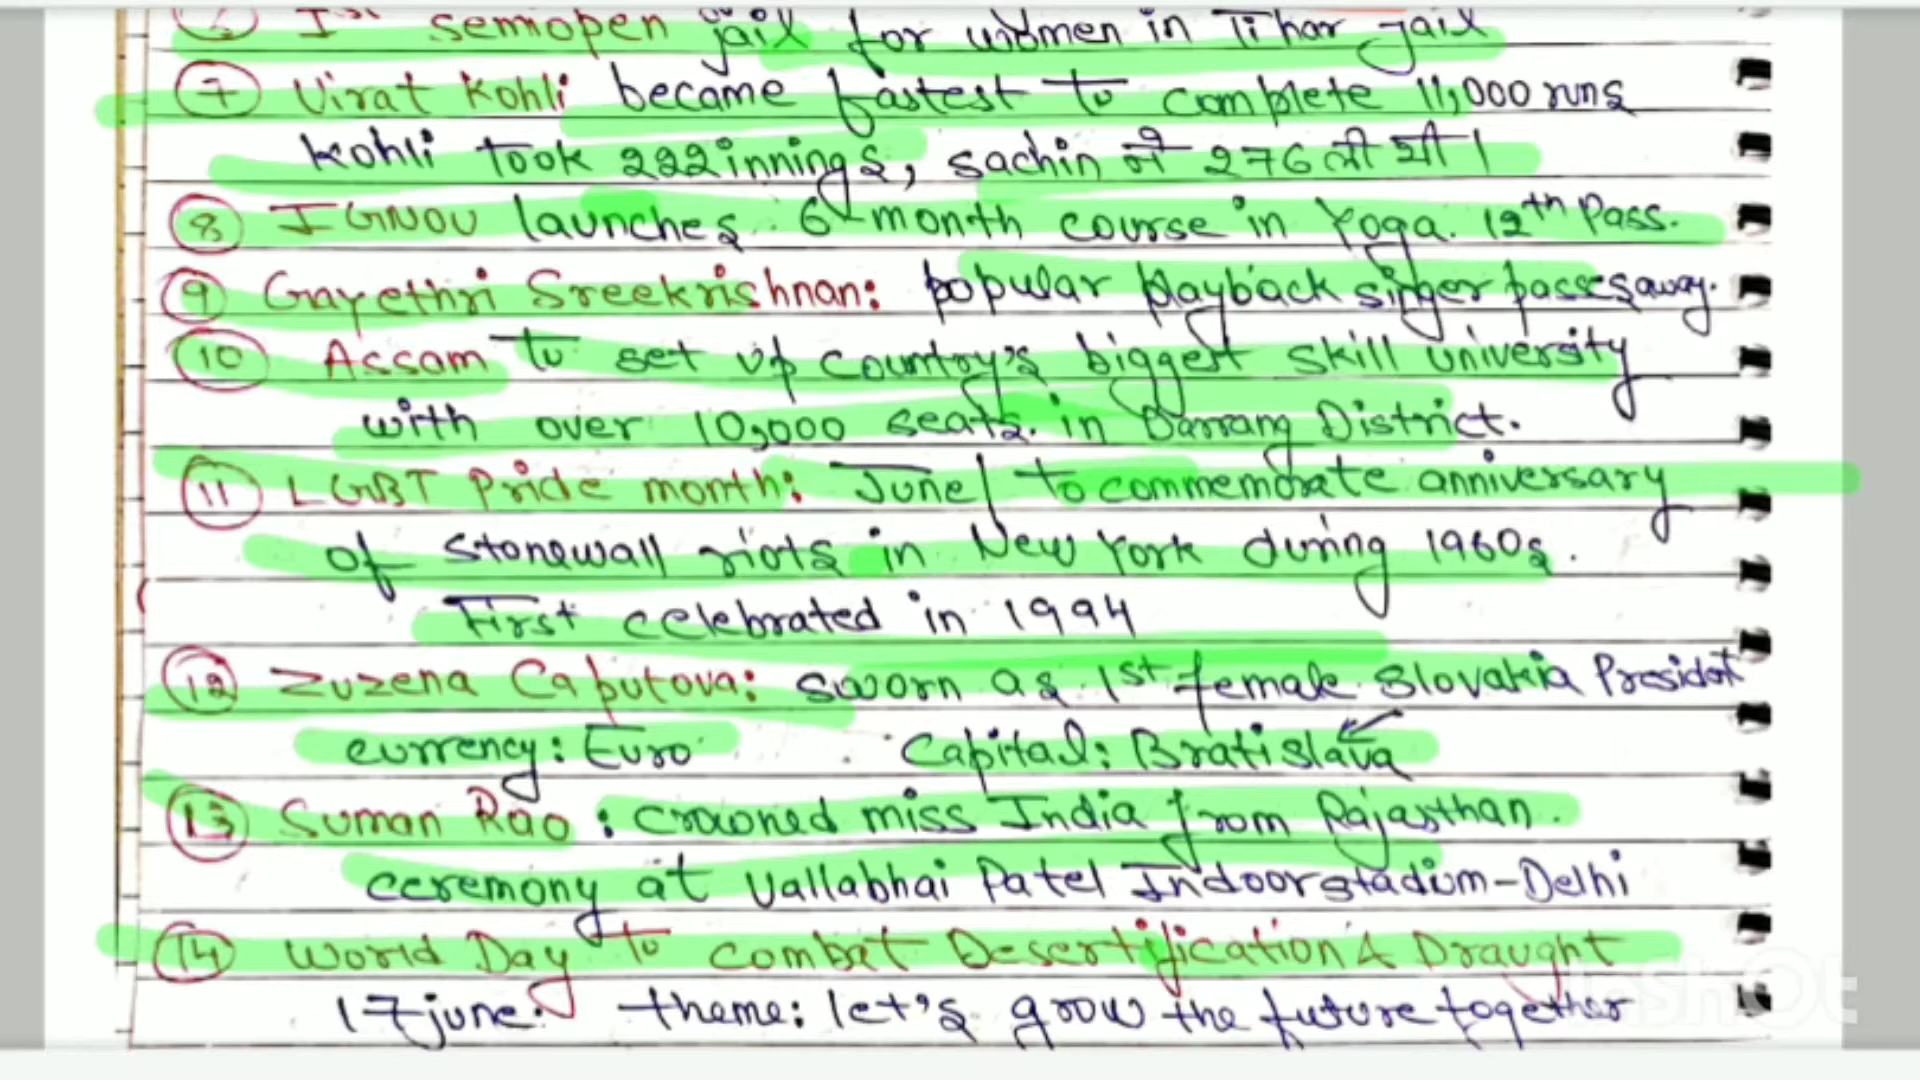 6 Ist semiopen jail for women in Tihar jail
7 Virat Kohli became fastest to complete 11,000 runs
Kohli took 222 innings, sachin ने 276 ली थी।
8 IGNOU launches 6-month course in Yoga. 12th Pass.
9 Gayethri Sreekrishnan: popular playback singer passes away.
10 Assam to set up country's biggest skill university
with over 10,000 seats. in Darrang District.
11 LGBT Pride month: June / to commemorate anniversary
of Stonewall riots in New York during 1960s.
First celebrated in 1994
12 Zuzena Caputova: sworn as 1st female Slovakia President
currency: Euro Capital: Bratislava
13 Suman Rao: crowned miss India from Rajasthan.
ceremony at Vallabhai Patel Indoor stadium-Delhi
14 World Day to combat Desertification & Draught
17 june. theme: let's grow the future together
InShOt